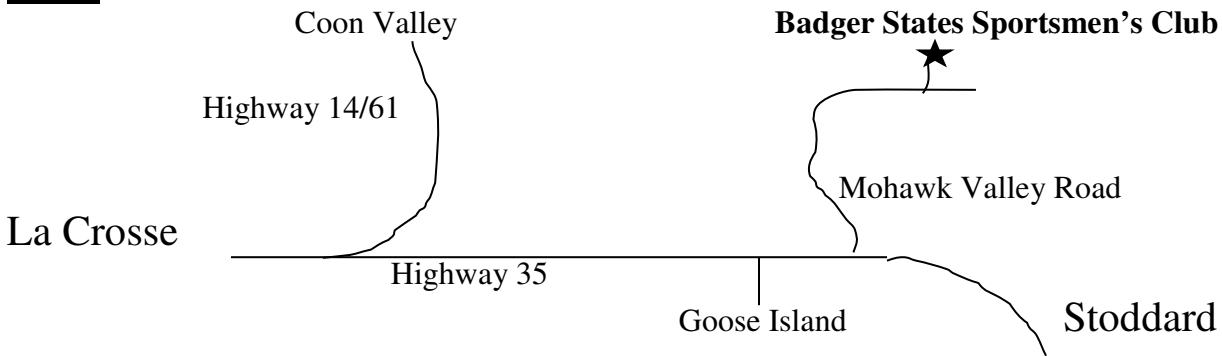 Coon Valley
Badger States Sportsmen’s Club
Highway 14/61
Mohawk Valley Road
La Crosse
Highway 35
Goose Island
Stoddard